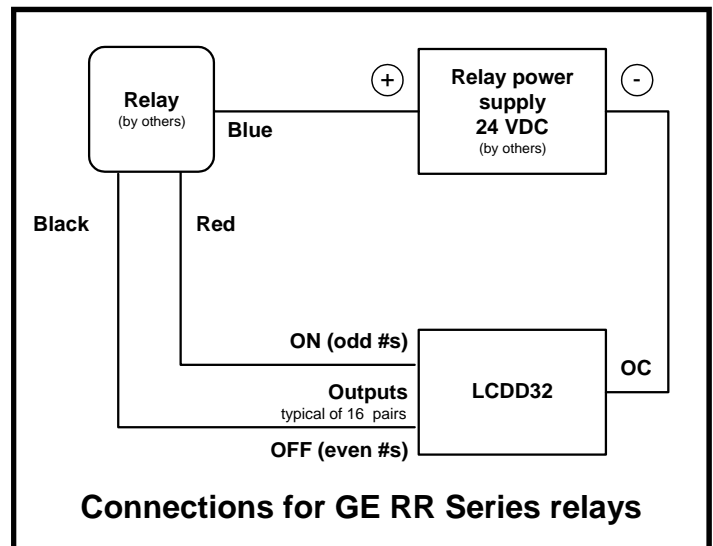 Relay
(by others)
Blue
+
Relay power
supply
24 VDC
(by others)
-
Black
Red
ON (odd #s)
Outputs
typical of 16 pairs
OFF (even #s)
LCDD32
OC
Connections for GE RR Series relays